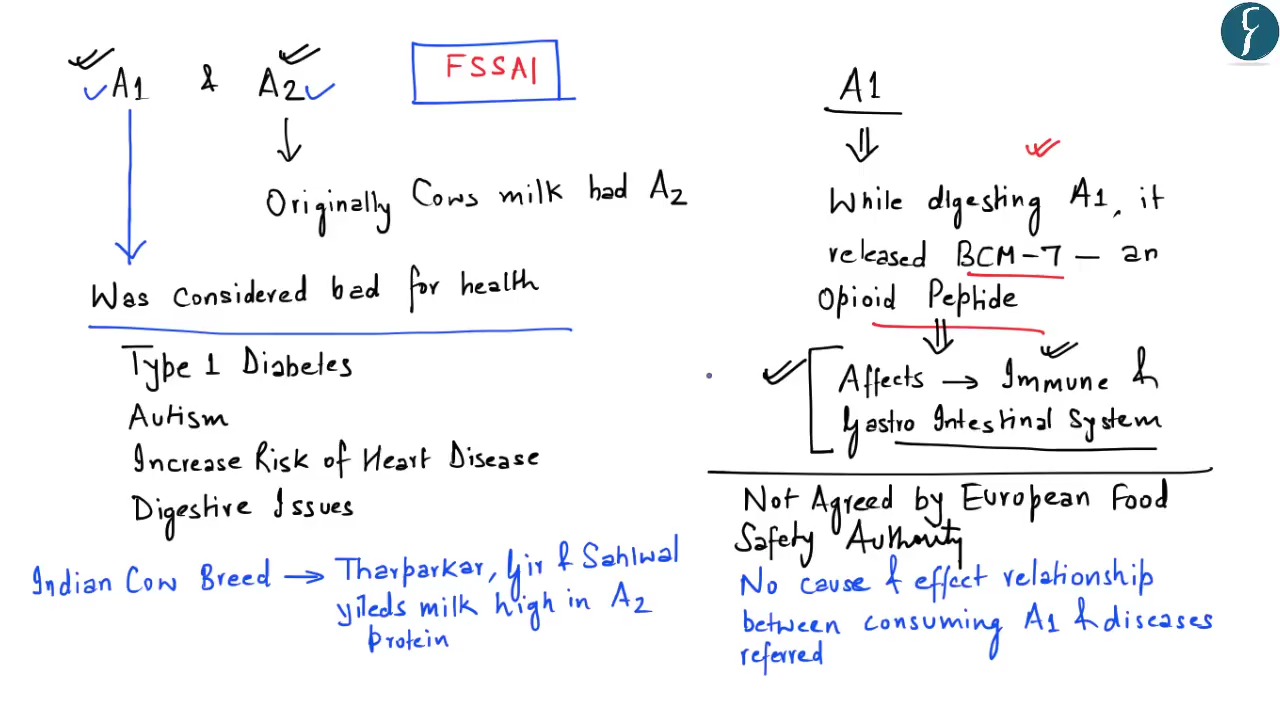 A1 & A2
FSSAI
Originally Cows milk had A2
Was Considered bad for health
Type 1 Diabetes
Autism
Increase Risk of Heart Disease
Digestive Issues
Indian Cow Breed → Tharparkar, Gir & Sahlwal
yileds milk high in A2
Protein
A1
While digesting A1, it
released BCM-7 — an
Opioid Peptide
Affects → Immune &
Gastro Intestinal System
Not Agreed by European Food
Safety Authority
No cause & effect relationship
between consuming A1 & diseases
referred